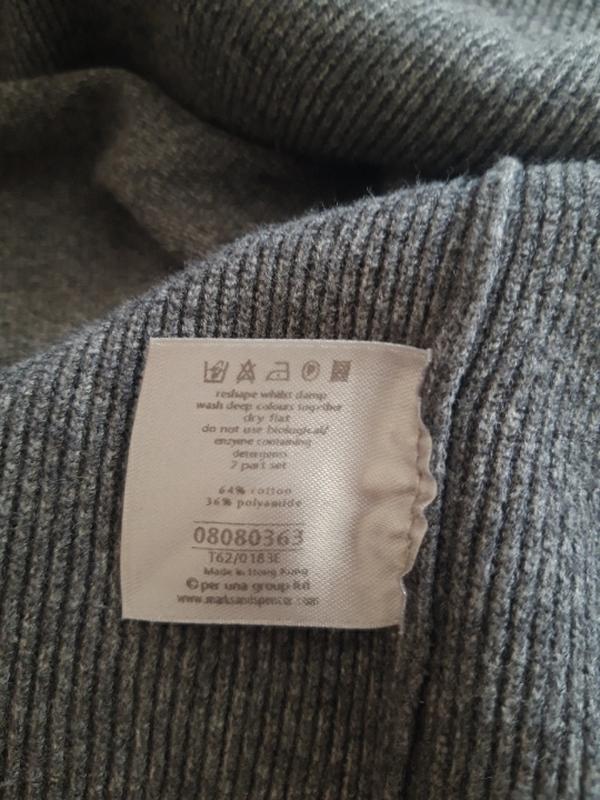 reshape whilst damp
wash deep colours together
dry flat
do not use biological/
enzyme containing
detergents
2 part set
64% cotton
36% polyamide
08080363
T62/0183E
Made in Hong Kong
©per una group ltd
www.marksandspencer.com